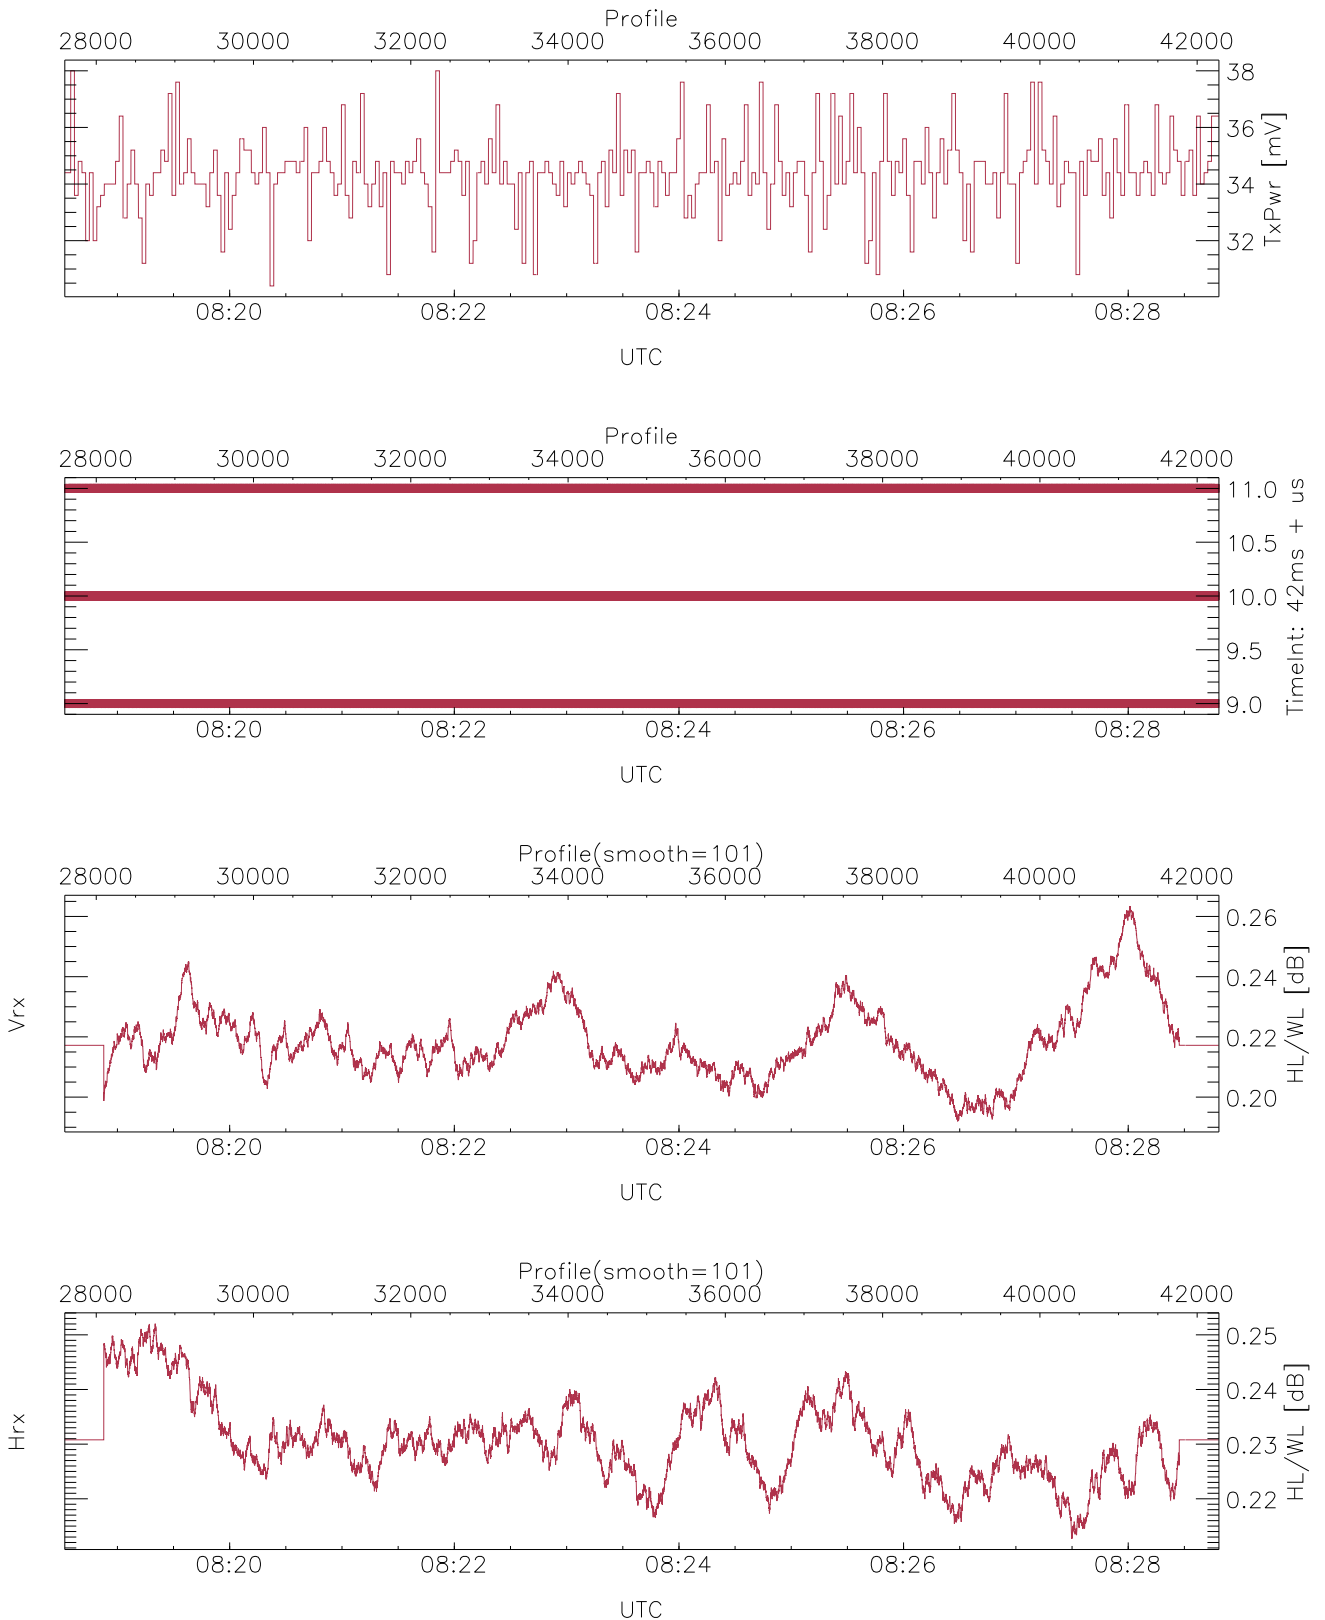 Profile
28000 30000 32000 34000 36000 38000 40000 42000
38
36
34
32
TxPwr [mV]
08:20 08:22 08:24 08:26 08:28
UTC
Profile
28000 30000 32000 34000 36000 38000 40000 42000
11.0
10.5
10.0
9.5
9.0
TimeInt: 42ms + us
08:20 08:22 08:24 08:26 08:28
UTC
Profile(smooth=101)
28000 30000 32000 34000 36000 38000 40000 42000
Vrx
0.26
0.24
0.22
0.20
HL/WL [dB]
08:20 08:22 08:24 08:26 08:28
UTC
Profile(smooth=101)
28000 30000 32000 34000 36000 38000 40000 42000
Hrx
0.25
0.24
0.23
0.22
HL/WL [dB]
08:20 08:22 08:24 08:26 08:28
UTC